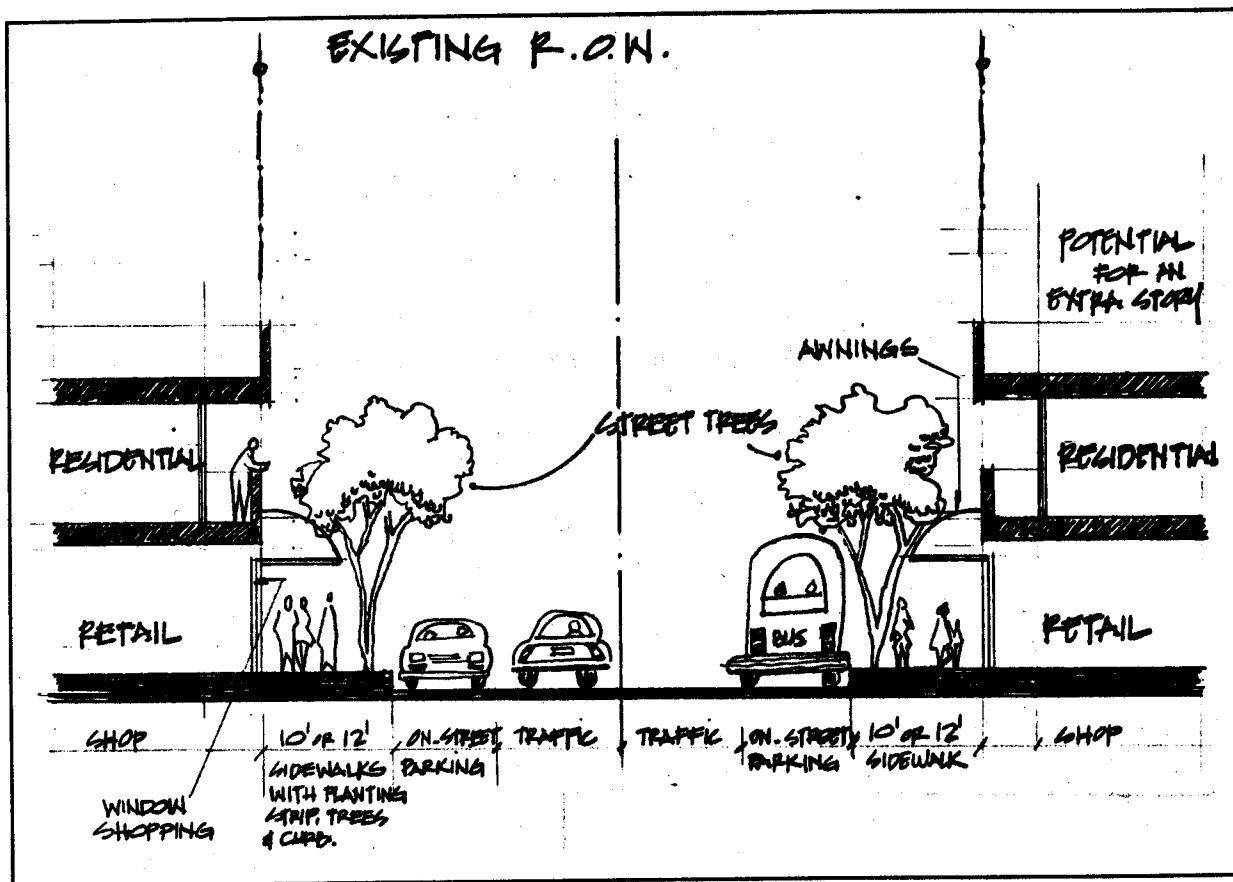 EXISTING R.O.W.
POTENTIAL
FOR AN
EXTRA STORY
AWNINGS
STREET TREES
RESIDENTIAL
RESIDENTIAL
RETAIL
BUS
RETAIL
SHOP
10' OR 12'
SIDEWALKS
WITH PLANTING
STRIP, TREES
& CURB.
ON-STREET
PARKING
TRAFFIC
TRAFFIC
ON-STREET
PARKING
10' OR 12'
SIDEWALK
SHOP
WINDOW
SHOPPING